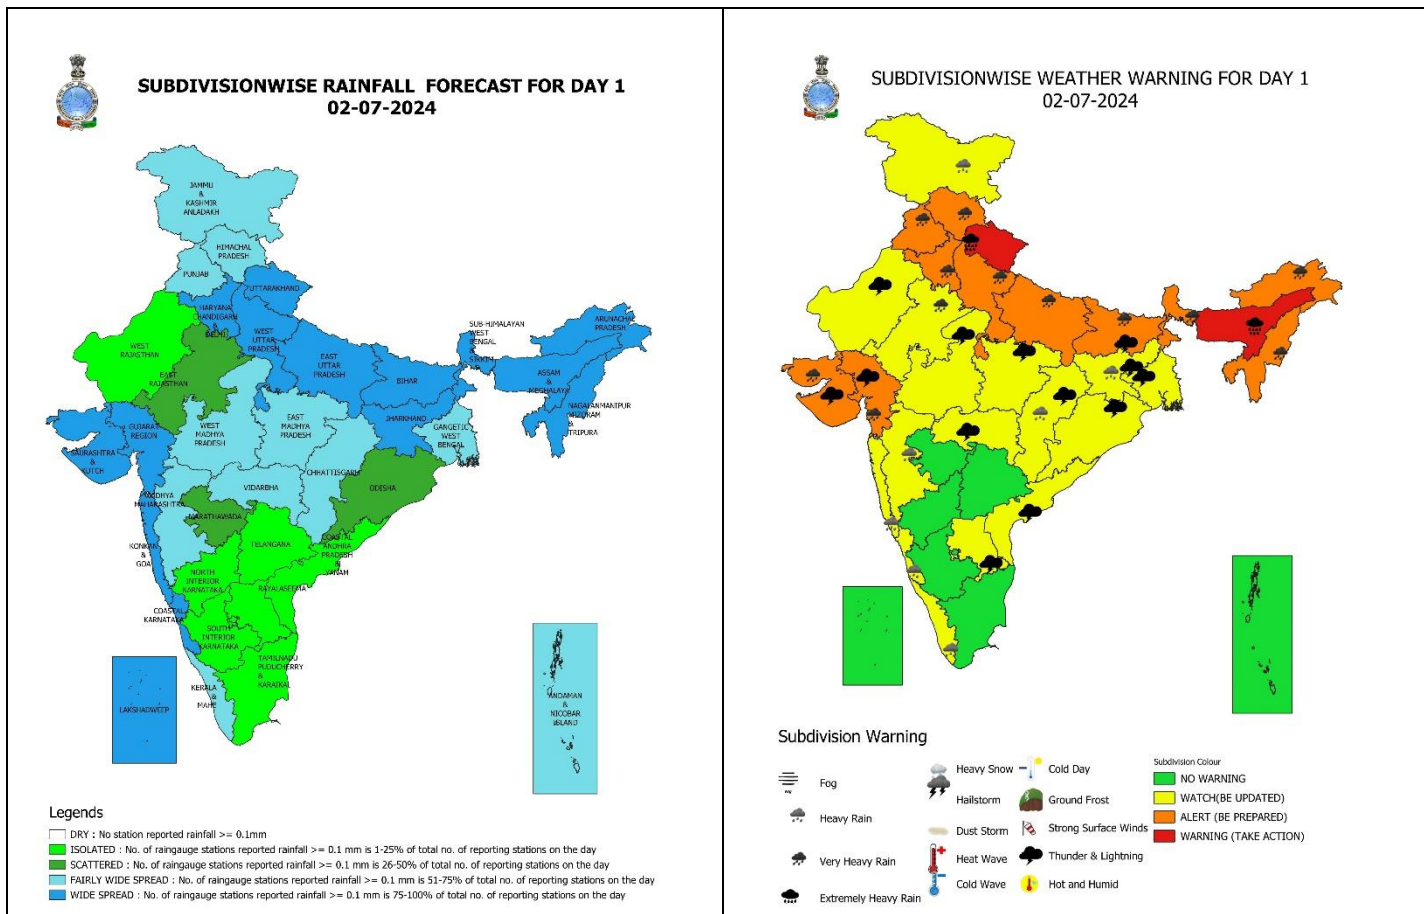 SUBDIVISIONWISE RAINFALL FORECAST FOR DAY 1
02-07-2024
JAMMU
&
KASHMIR
ANLADAKH
HIMACHAL
PRADESH
PUNJAB
UTTARAKHAND
HARYANA
CHANDIGARH
DELHI
WEST
UTTAR
PRADESH
WEST
RAJASTHAN
EAST
RAJASTHAN
EAST
UTTAR
PRADESH
BIHAR
SUB-HIMALAYAN
WEST
BENGAL
&
SIKKIM
ARUNACHAL
PRADESH
ASSAM
&
MEGHALAYA
NAGALANMANIPUR
MIZORAM
&
TRIPURA
JHARKHAND
GANGETIC
WEST
BENGAL
GUJARAT
REGION
SAURASHTRA
&
KUTCH
WEST
MADHYA
PRADESH
EAST
MADHYA
PRADESH
CHHATTISGARH
ODISHA
VIDARBHA
MADHYA
MAHARASHTRA
MARATHAWADA
KONKAN
&
GOA
TELANGANA
COASTAL
ANDHRA
PRADESH
&
YANAM
NORTH
INTERIOR
KARNATAKA
RAYALASEEMA
COASTAL
KARNATAKA
SOUTH
INTERIOR
KARNATAKA
TAMILNADU
PUDUCHERRY
&
KARAIKAL
KERALA
&
MAHE
LAKSHADWEEP
ANDAMAN
&
NICOBAR
ISLAND
Legends
DRY : No station reported rainfall >= 0.1mm
ISOLATED : No. of raingauge stations reported rainfall >= 0.1 mm is 1-25% of total no. of reporting stations on the day
SCATTERED : No. of raingauge stations reported rainfall >= 0.1 mm is 26-50% of total no. of reporting stations on the day
FAIRLY WIDE SPREAD : No. of raingauge stations reported rainfall >= 0.1 mm is 51-75% of total no. of reporting stations on the day
WIDE SPREAD : No. of raingauge stations reported rainfall >= 0.1 mm is 75-100% of total no. of reporting stations on the day
SUBDIVISIONWISE WEATHER WARNING FOR DAY 1
02-07-2024
Subdivision Warning
Fog
Heavy Rain
Very Heavy Rain
Extremely Heavy Rain
Heavy Snow
Hailstorm
Dust Storm
Heat Wave
Cold Wave
Cold Day
Ground Frost
Strong Surface Winds
Thunder & Lightning
Hot and Humid
Subdivision Colour
NO WARNING
WATCH(BE UPDATED)
ALERT (BE PREPARED)
WARNING (TAKE ACTION)